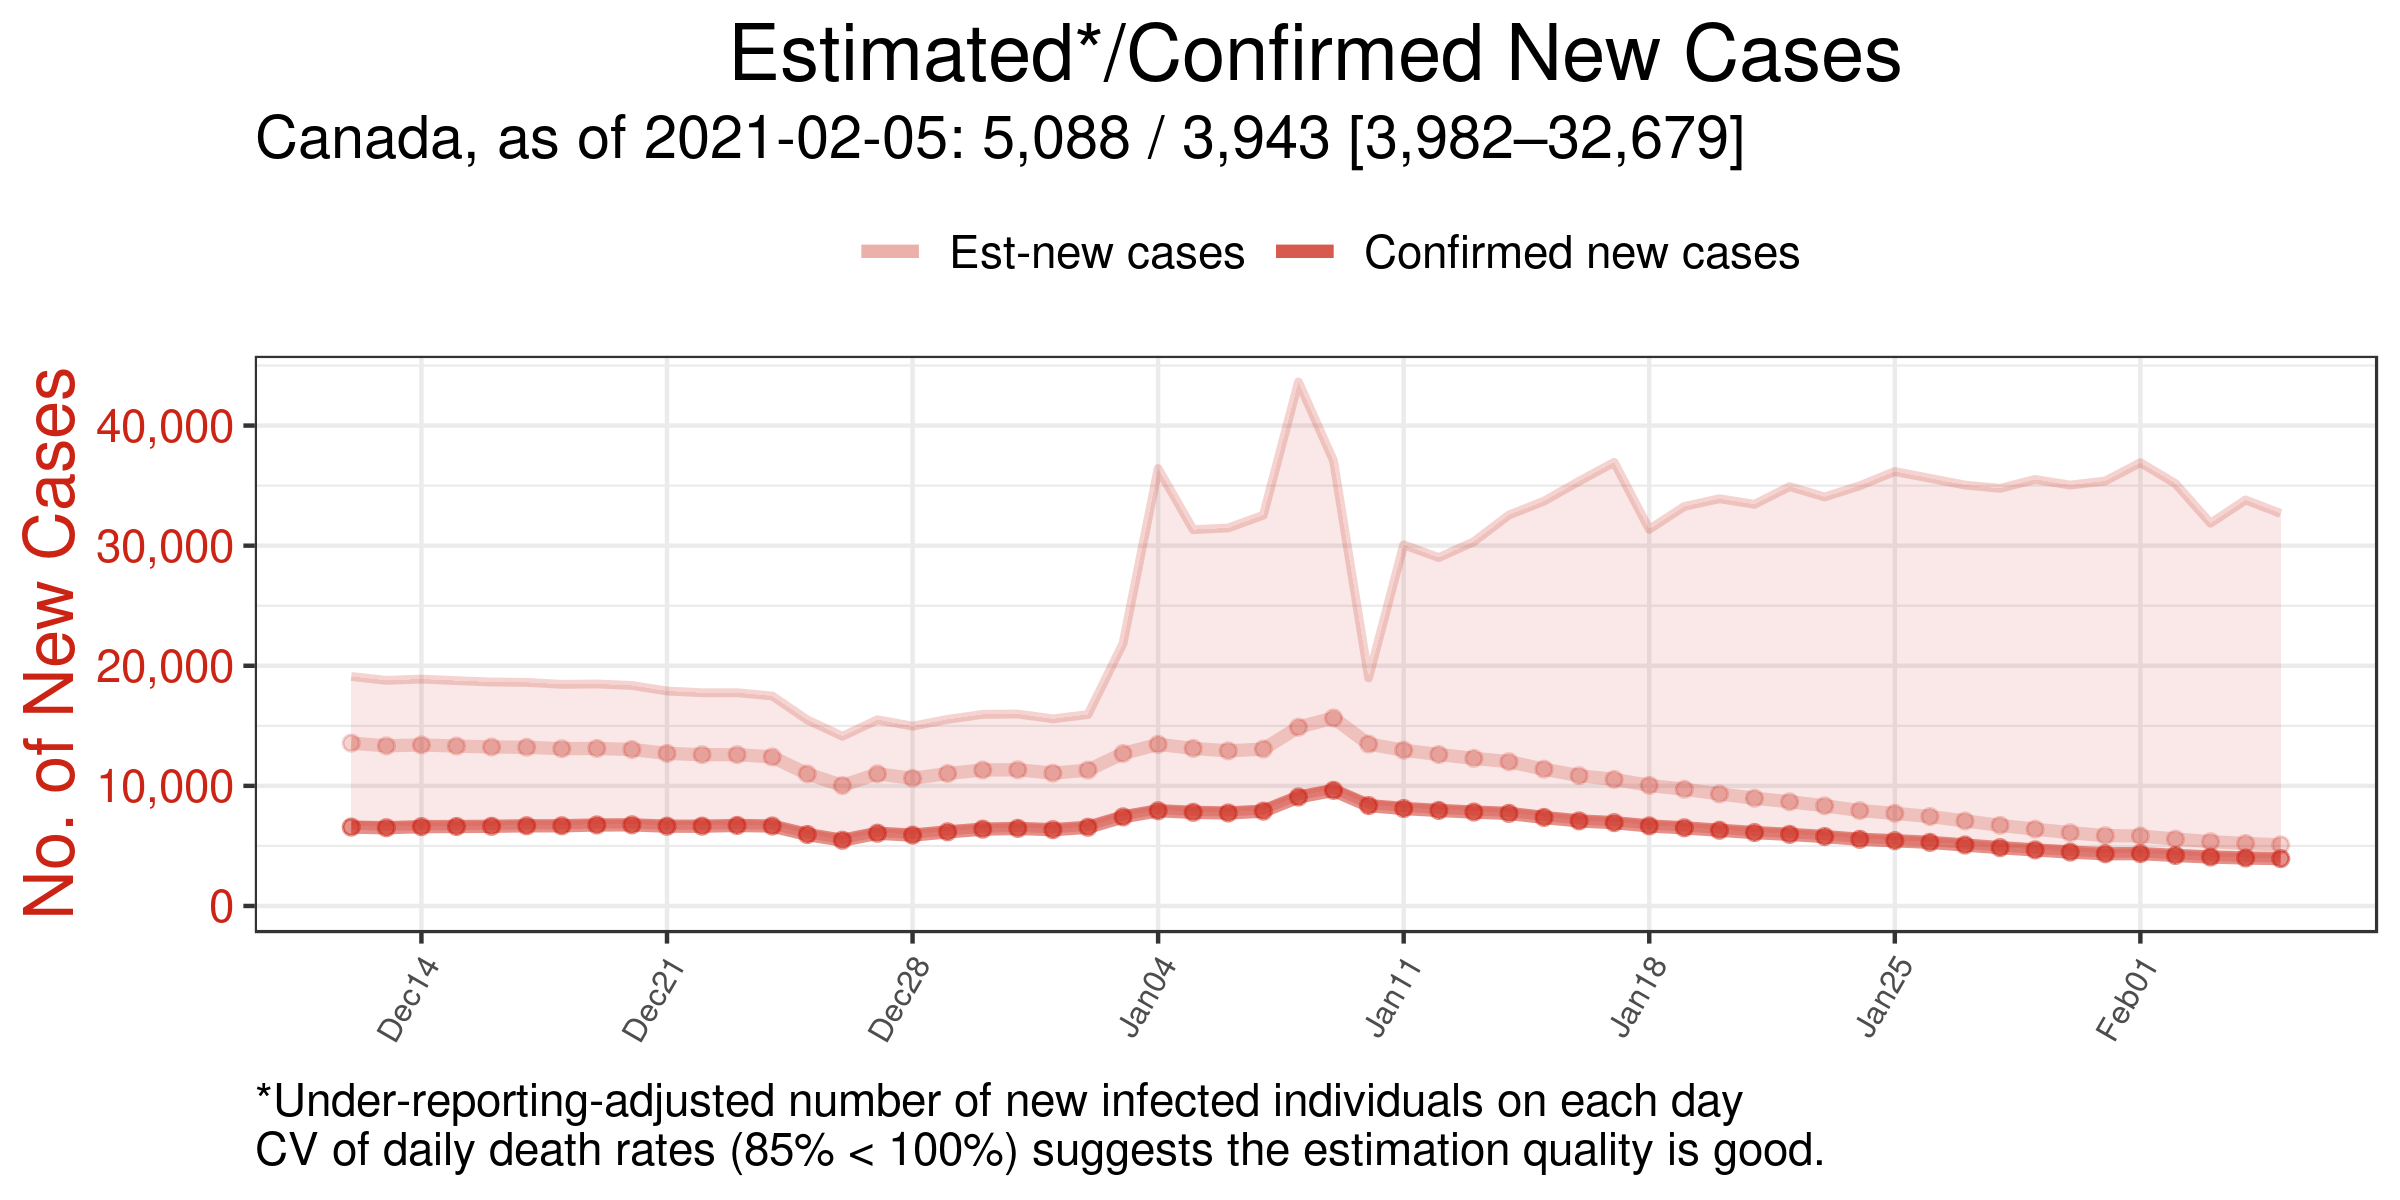 Estimated*/Confirmed New Cases
Canada, as of 2021-02-05: 5,088 / 3,943 [3,982–32,679]
Est-new cases
Confirmed new cases
No. of New Cases
40,000
30,000
20,000
10,000
0
Dec14
Dec21
Dec28
Jan04
Jan11
Jan18
Jan25
Feb01
*Under-reporting-adjusted number of new infected individuals on each day
CV of daily death rates (85% < 100%) suggests the estimation quality is good.